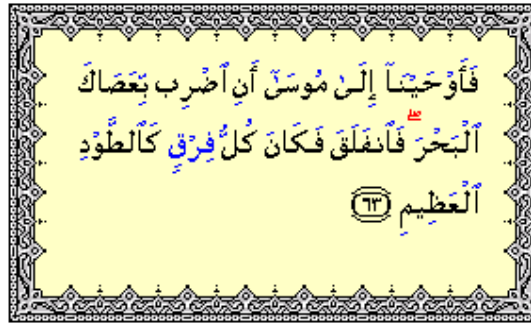 فَأَوْحَيْنَآ إِلَىٰ مُوسَىٰٓ أَنِ ٱضْرِب بِّعَصَاكَ
ٱلْبَحْرَ ۖ فَٱنفَلَقَ فَكَانَ كُلُّ فِرْقٍ كَٱلطَّوْدِ
ٱلْعَظِيمِ ٦٣